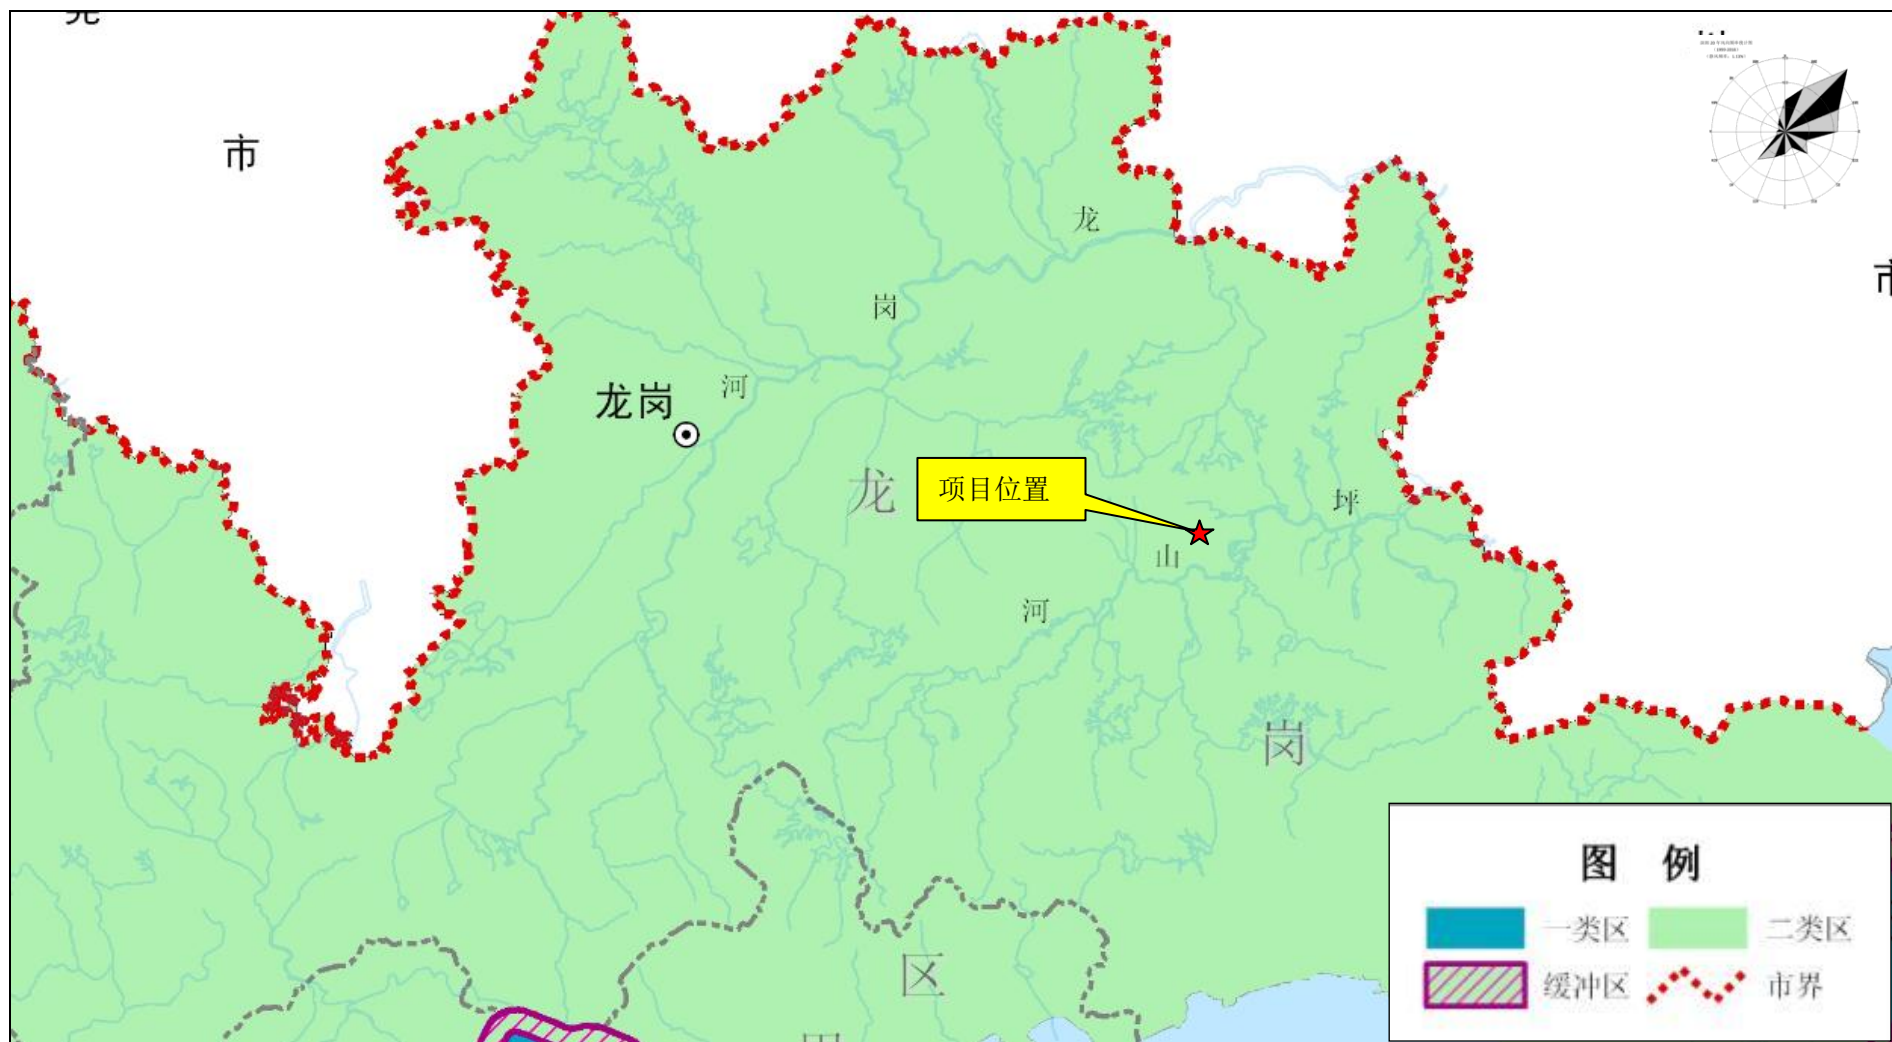 市
市
龙
岗
河
龙岗
龙
项目位置
坪
山
河
岗
区
图 例
一类区
二类区
缓冲区
市界